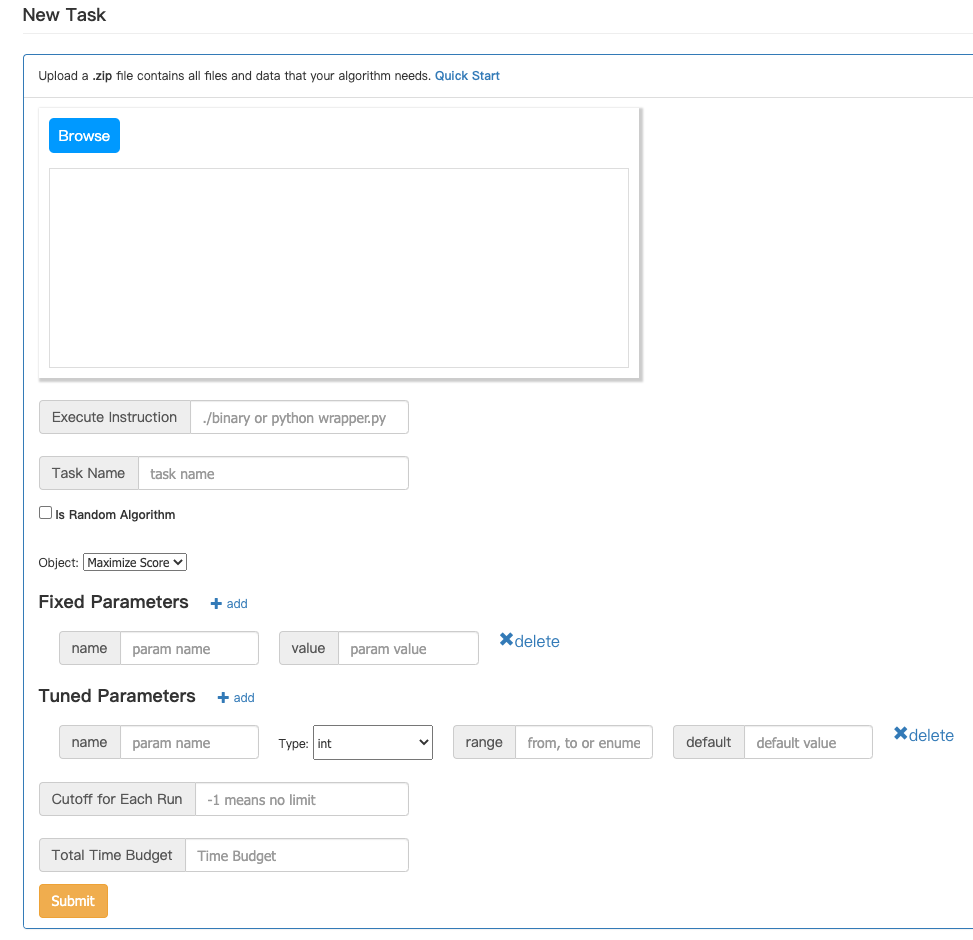 New Task
Upload a .zip file contains all files and data that your algorithm needs. Quick Start
Browse
Execute Instruction ./binary or python wrapper.py
Task Name task name
Is Random Algorithm
Object: Maximize Score
Fixed Parameters add
name param name value param value delete
Tuned Parameters add
name param name Type: int range from, to or enume default default value delete
Cutoff for Each Run -1 means no limit
Total Time Budget Time Budget
Submit